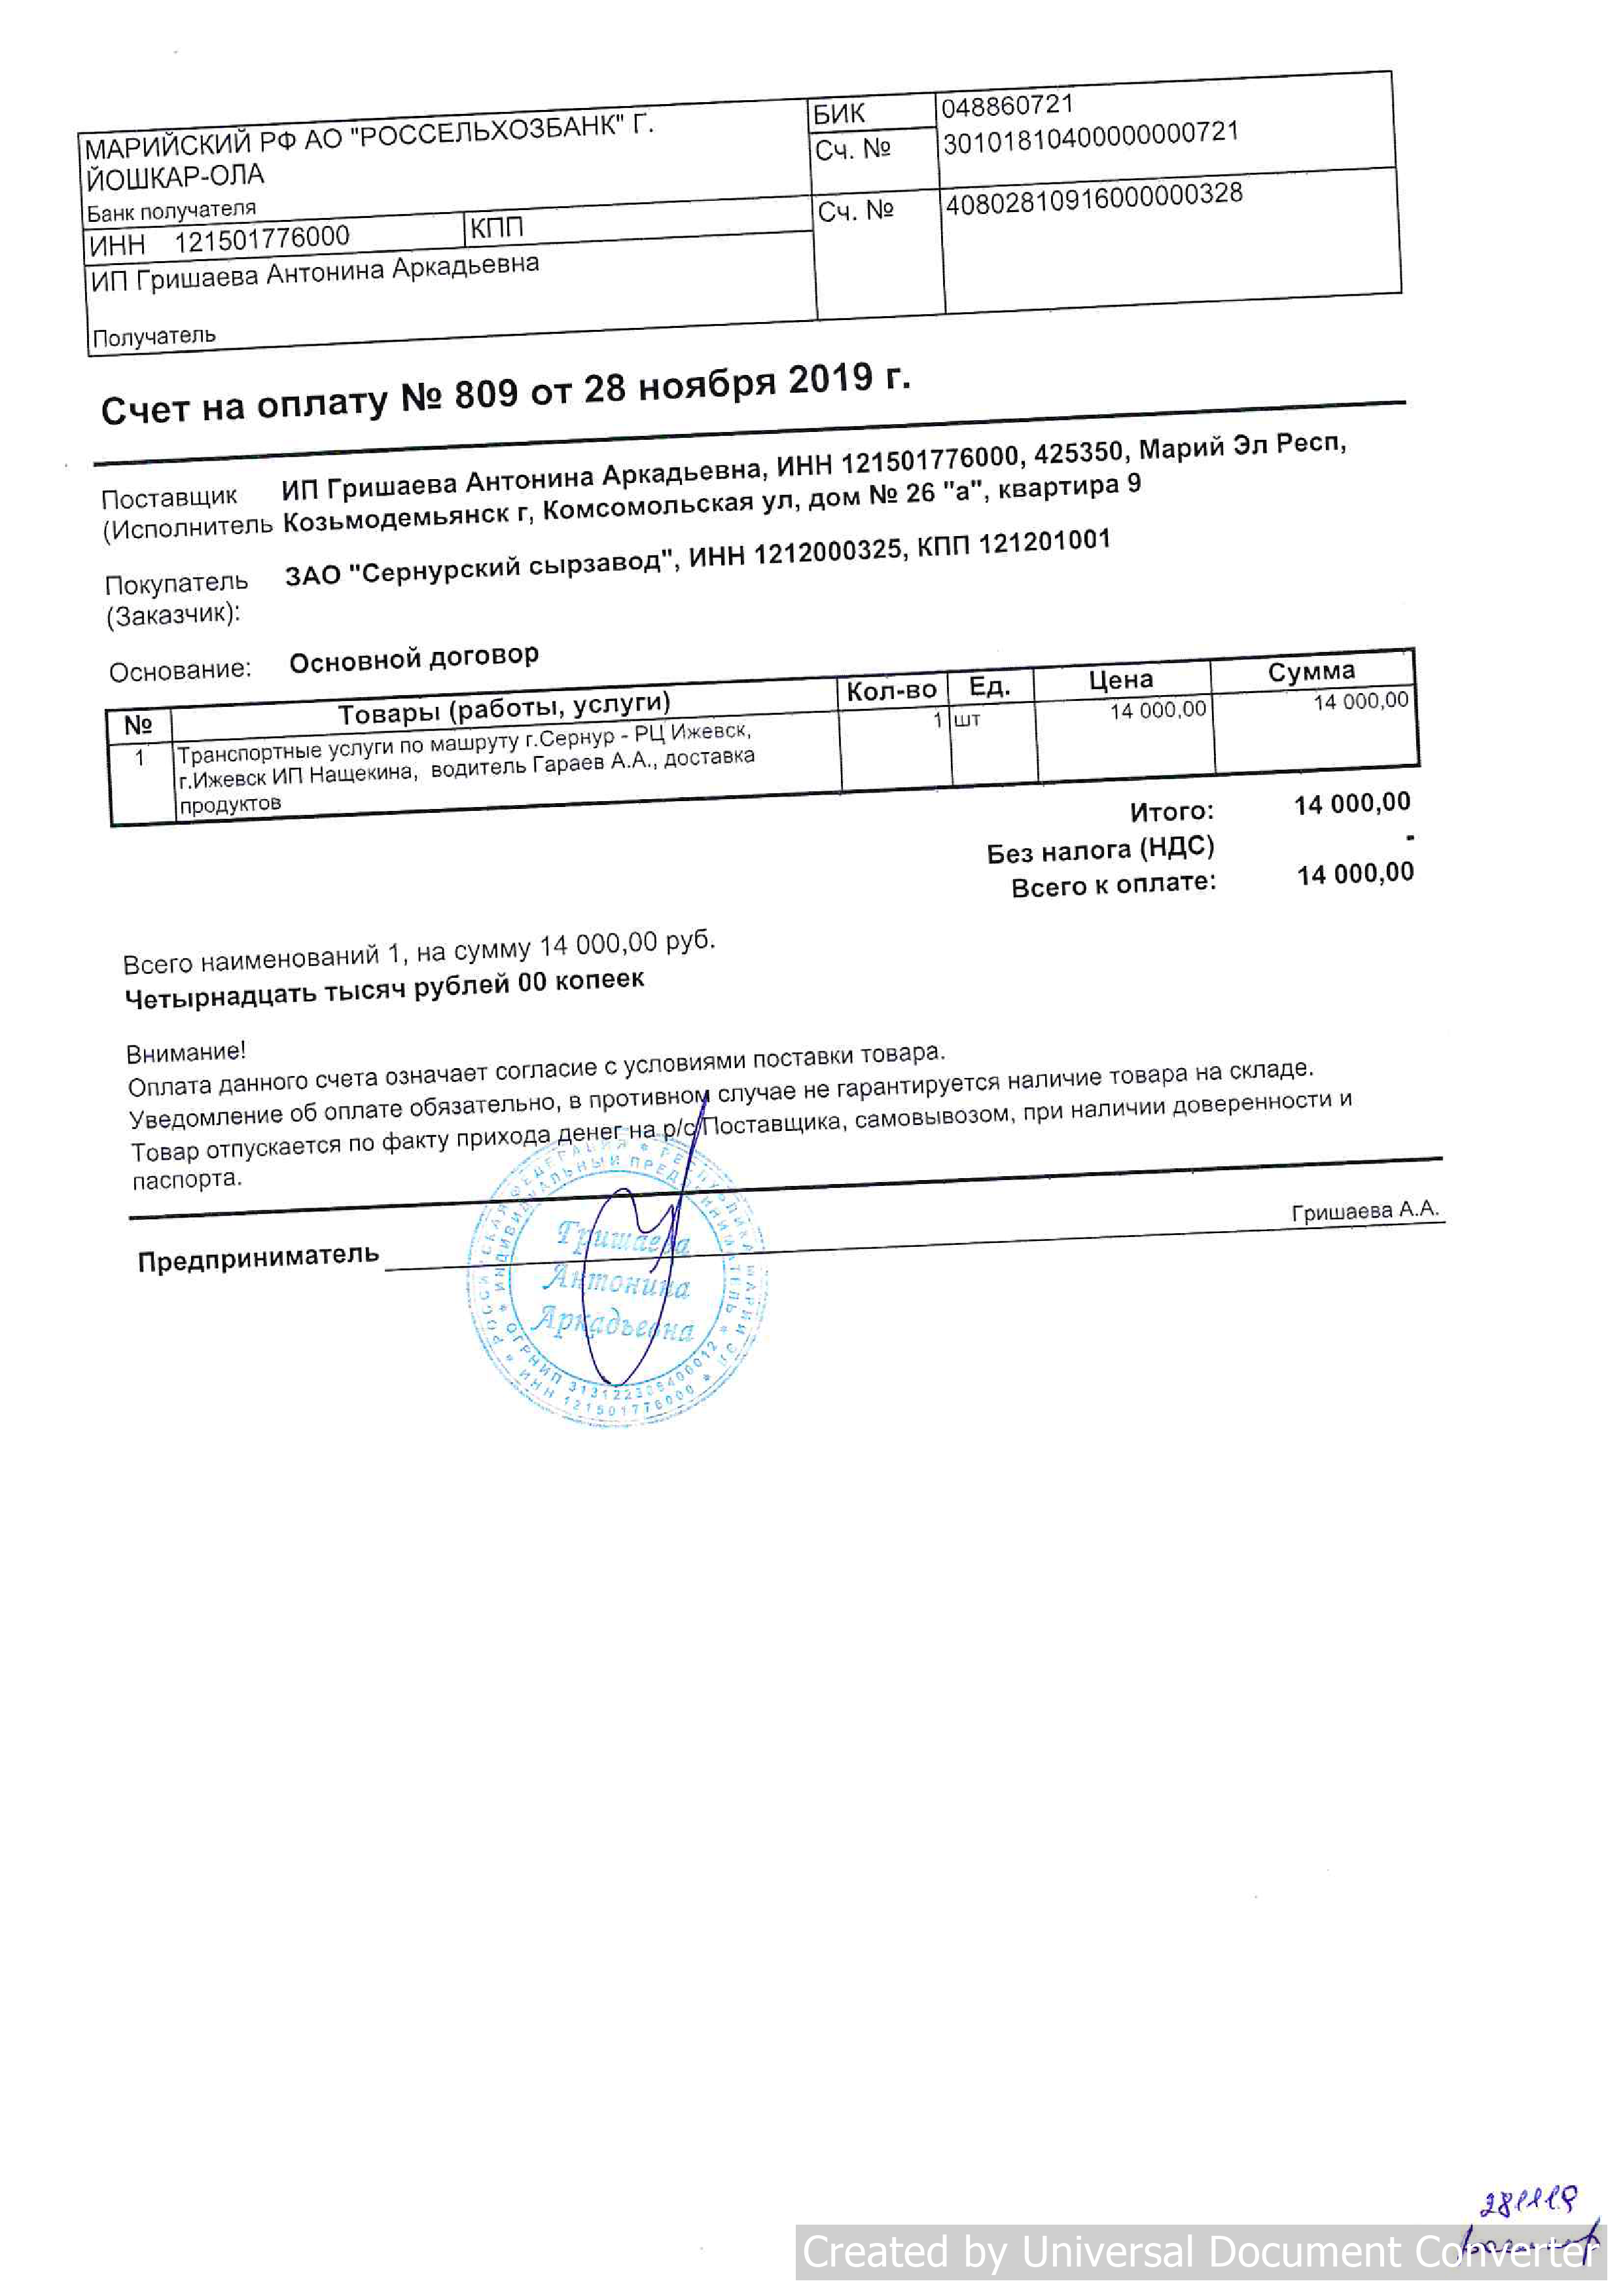 МАРИЙСКИЙ РФ АО "РОССЕЛЬХОЗБАНК" Г.
ЙОШКАР-ОЛА
Банк получателя
БИК 048860721
Сч. № 30101810400000000721
ИНН 121501776000 КПП
Сч. № 40802810916000000328
ИП Гришаева Антонина Аркадьевна
Получатель
Счет на оплату № 809 от 28 ноября 2019 г.
Поставщик ИП Гришаева Антонина Аркадьевна, ИНН 121501776000, 425350, Марий Эл Респ,
(Исполнитель Козьмодемьянск г, Комсомольская ул, дом № 26 "а", квартира 9
Покупатель ЗАО "Сернурский сырзавод", ИНН 1212000325, КПП 121201001
(Заказчик):
Основание: Основной договор
№ Товары (работы, услуги) Кол-во Ед. Цена Сумма
1 Транспортные услуги по машруту г.Сернур - РЦ Ижевск, 1 шт 14 000,00 14 000,00
г.Ижевск ИП Нащекина, водитель Гараев А.А., доставка
продуктов
Итого: 14 000,00
Без налога (НДС) -
Всего к оплате: 14 000,00
Всего наименований 1, на сумму 14 000,00 руб.
Четырнадцать тысяч рублей 00 копеек
Внимание!
Оплата данного счета означает согласие с условиями поставки товара.
Уведомление об оплате обязательно, в противном случае не гарантируется наличие товара на складе.
Товар отпускается по факту прихода денег на р/с Поставщика, самовывозом, при наличии доверенности и
паспорта.
Предприниматель Гришаева А.А.
РОССИЙСКАЯ ФЕДЕРАЦИЯ * РЕСПУБЛИКА МАРИЙ ЭЛ
ИНДИВИДУАЛЬНЫЙ ПРЕДПРИНИМАТЕЛЬ
Гришаева
Антонина
Аркадьевна
ОГРНИП
ИНН 121501776000
281119
Created by Universal Document Converter